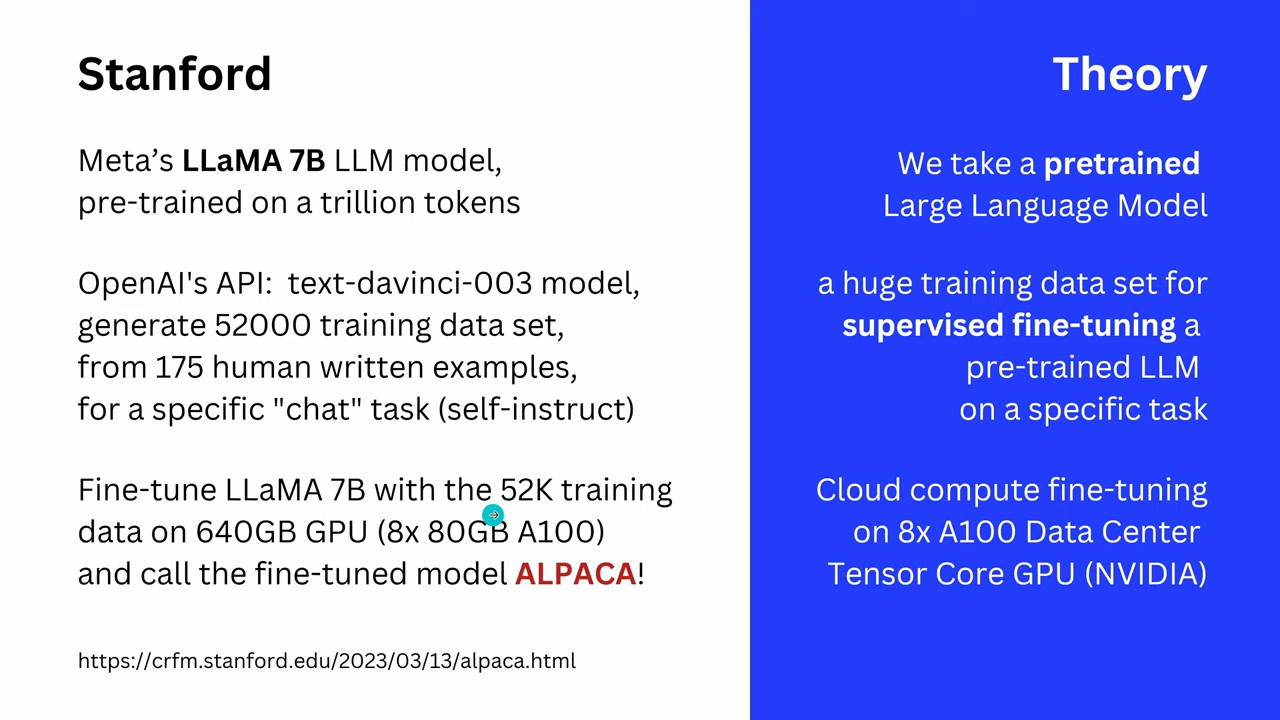 Stanford
Meta’s LLaMA 7B LLM model,
pre-trained on a trillion tokens
OpenAI's API:  text-davinci-003 model,
generate 52000 training data set,
from 175 human written examples,
for a specific "chat" task (self-instruct)
Fine-tune LLaMA 7B with the 52K training
data on 640GB GPU (8x 80GB A100)
and call the fine-tuned model ALPACA!
https://crfm.stanford.edu/2023/03/13/alpaca.html
Theory
We take a pretrained
Large Language Model
a huge training data set for
supervised fine-tuning a
pre-trained LLM
on a specific task
Cloud compute fine-tuning
on 8x A100 Data Center
Tensor Core GPU (NVIDIA)